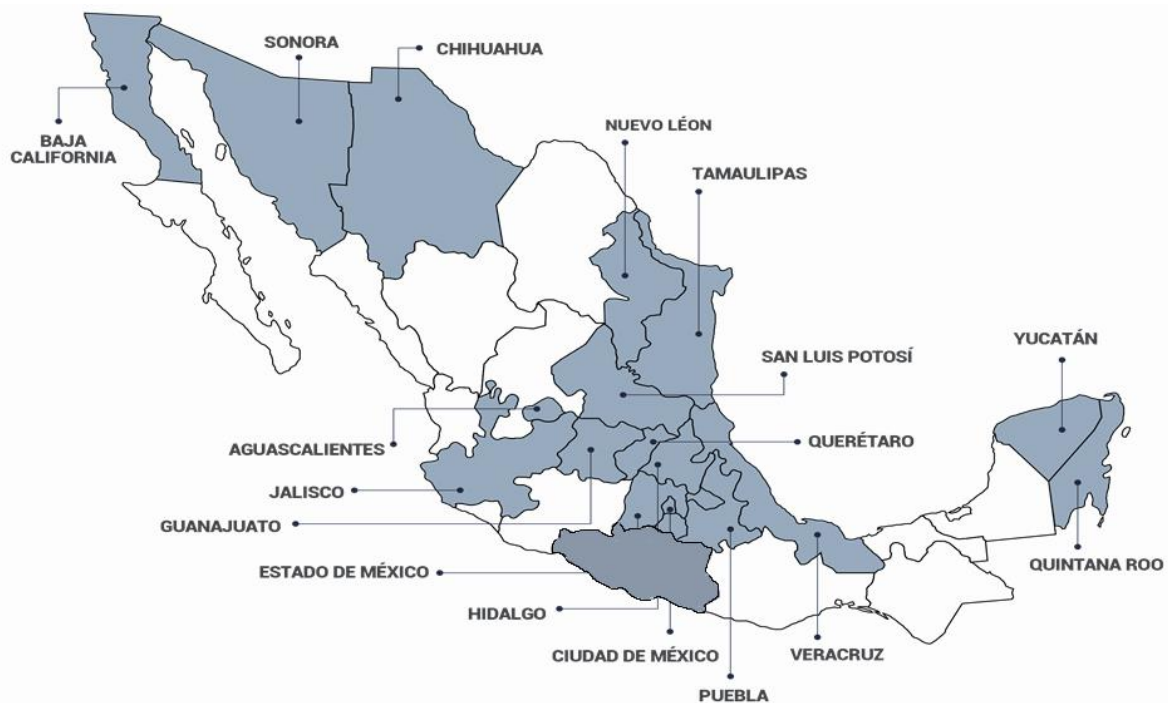 SONORA
CHIHUAHUA
BAJA
CALIFORNIA
NUEVO LÉON
TAMAULIPAS
SAN LUIS POTOSÍ
YUCATÁN
AGUASCALIENTES
QUERÉTARO
JALISCO
GUANAJUATO
ESTADO DE MÉXICO
QUINTANA ROO
HIDALGO
CIUDAD DE MÉXICO
VERACRUZ
PUEBLA